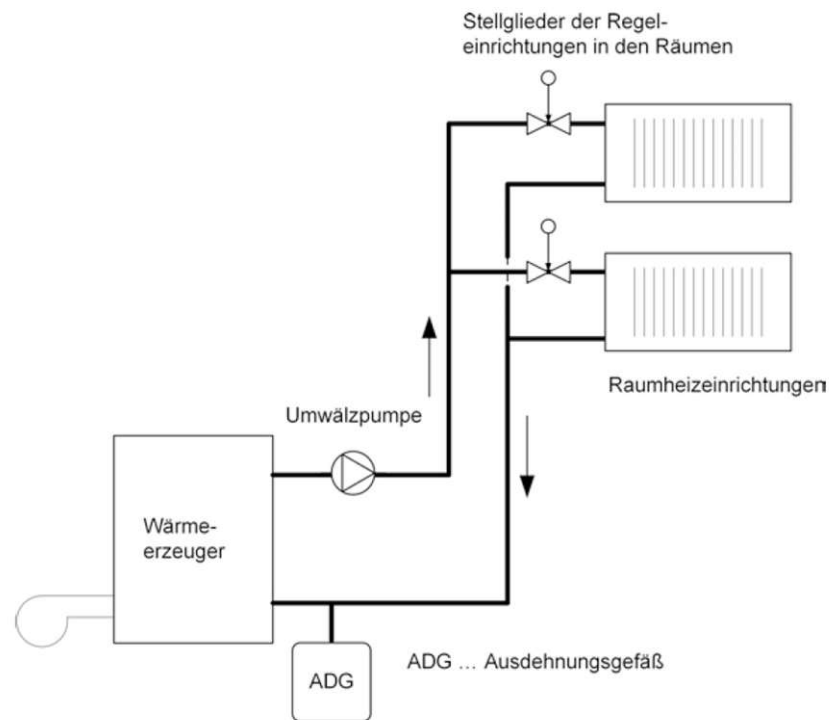 Stellglieder der Regel-
einrichtungen in den Räumen
Raumheizeinrichtungen
Umwälzpumpe
Wärme-
erzeuger
ADG ... Ausdehnungsgefäß
ADG